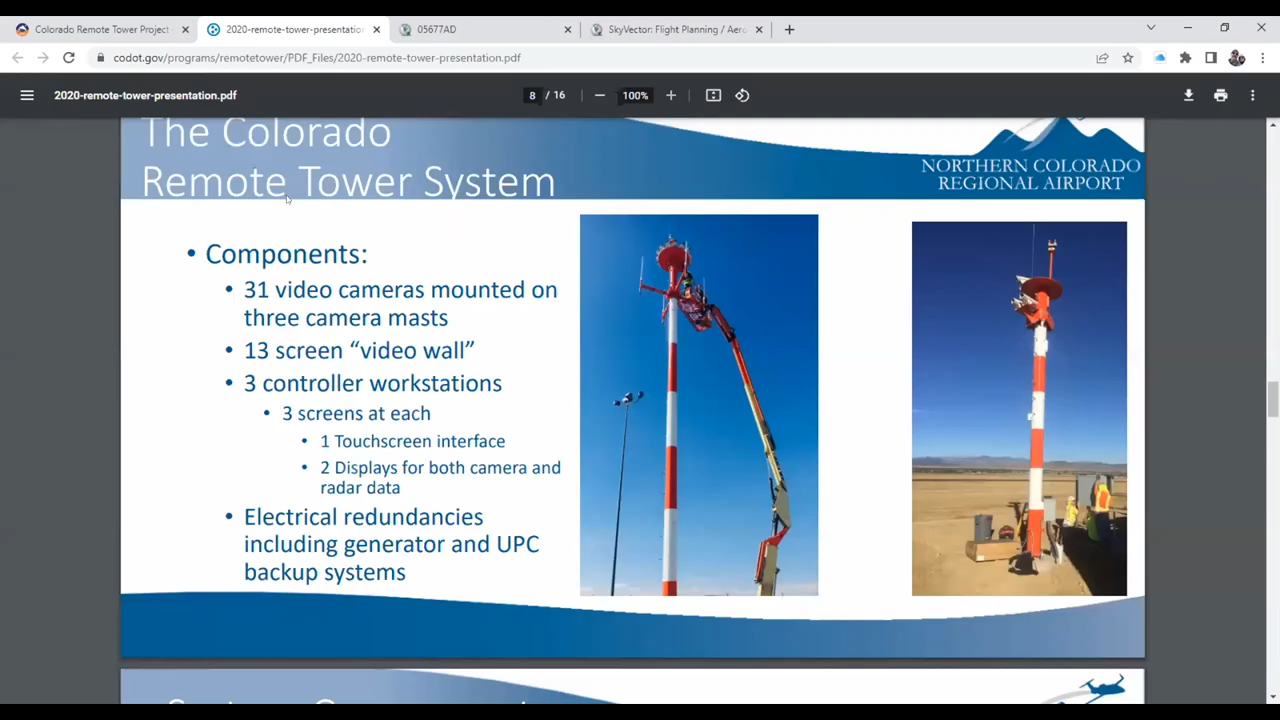 Colorado Remote Tower Project
2020-remote-tower-presentation
05677AD
SkyVector: Flight Planning / Aero
codot.gov/programs/remotetower/PDF_Files/2020-remote-tower-presentation.pdf
2020-remote-tower-presentation.pdf
8 / 16
100%
The Colorado
Remote Tower System
NORTHERN COLORADO
REGIONAL AIRPORT
• Components:
• 31 video cameras mounted on
three camera masts
• 13 screen “video wall”
• 3 controller workstations
• 3 screens at each
• 1 Touchscreen interface
• 2 Displays for both camera and
radar data
• Electrical redundancies
including generator and UPC
backup systems